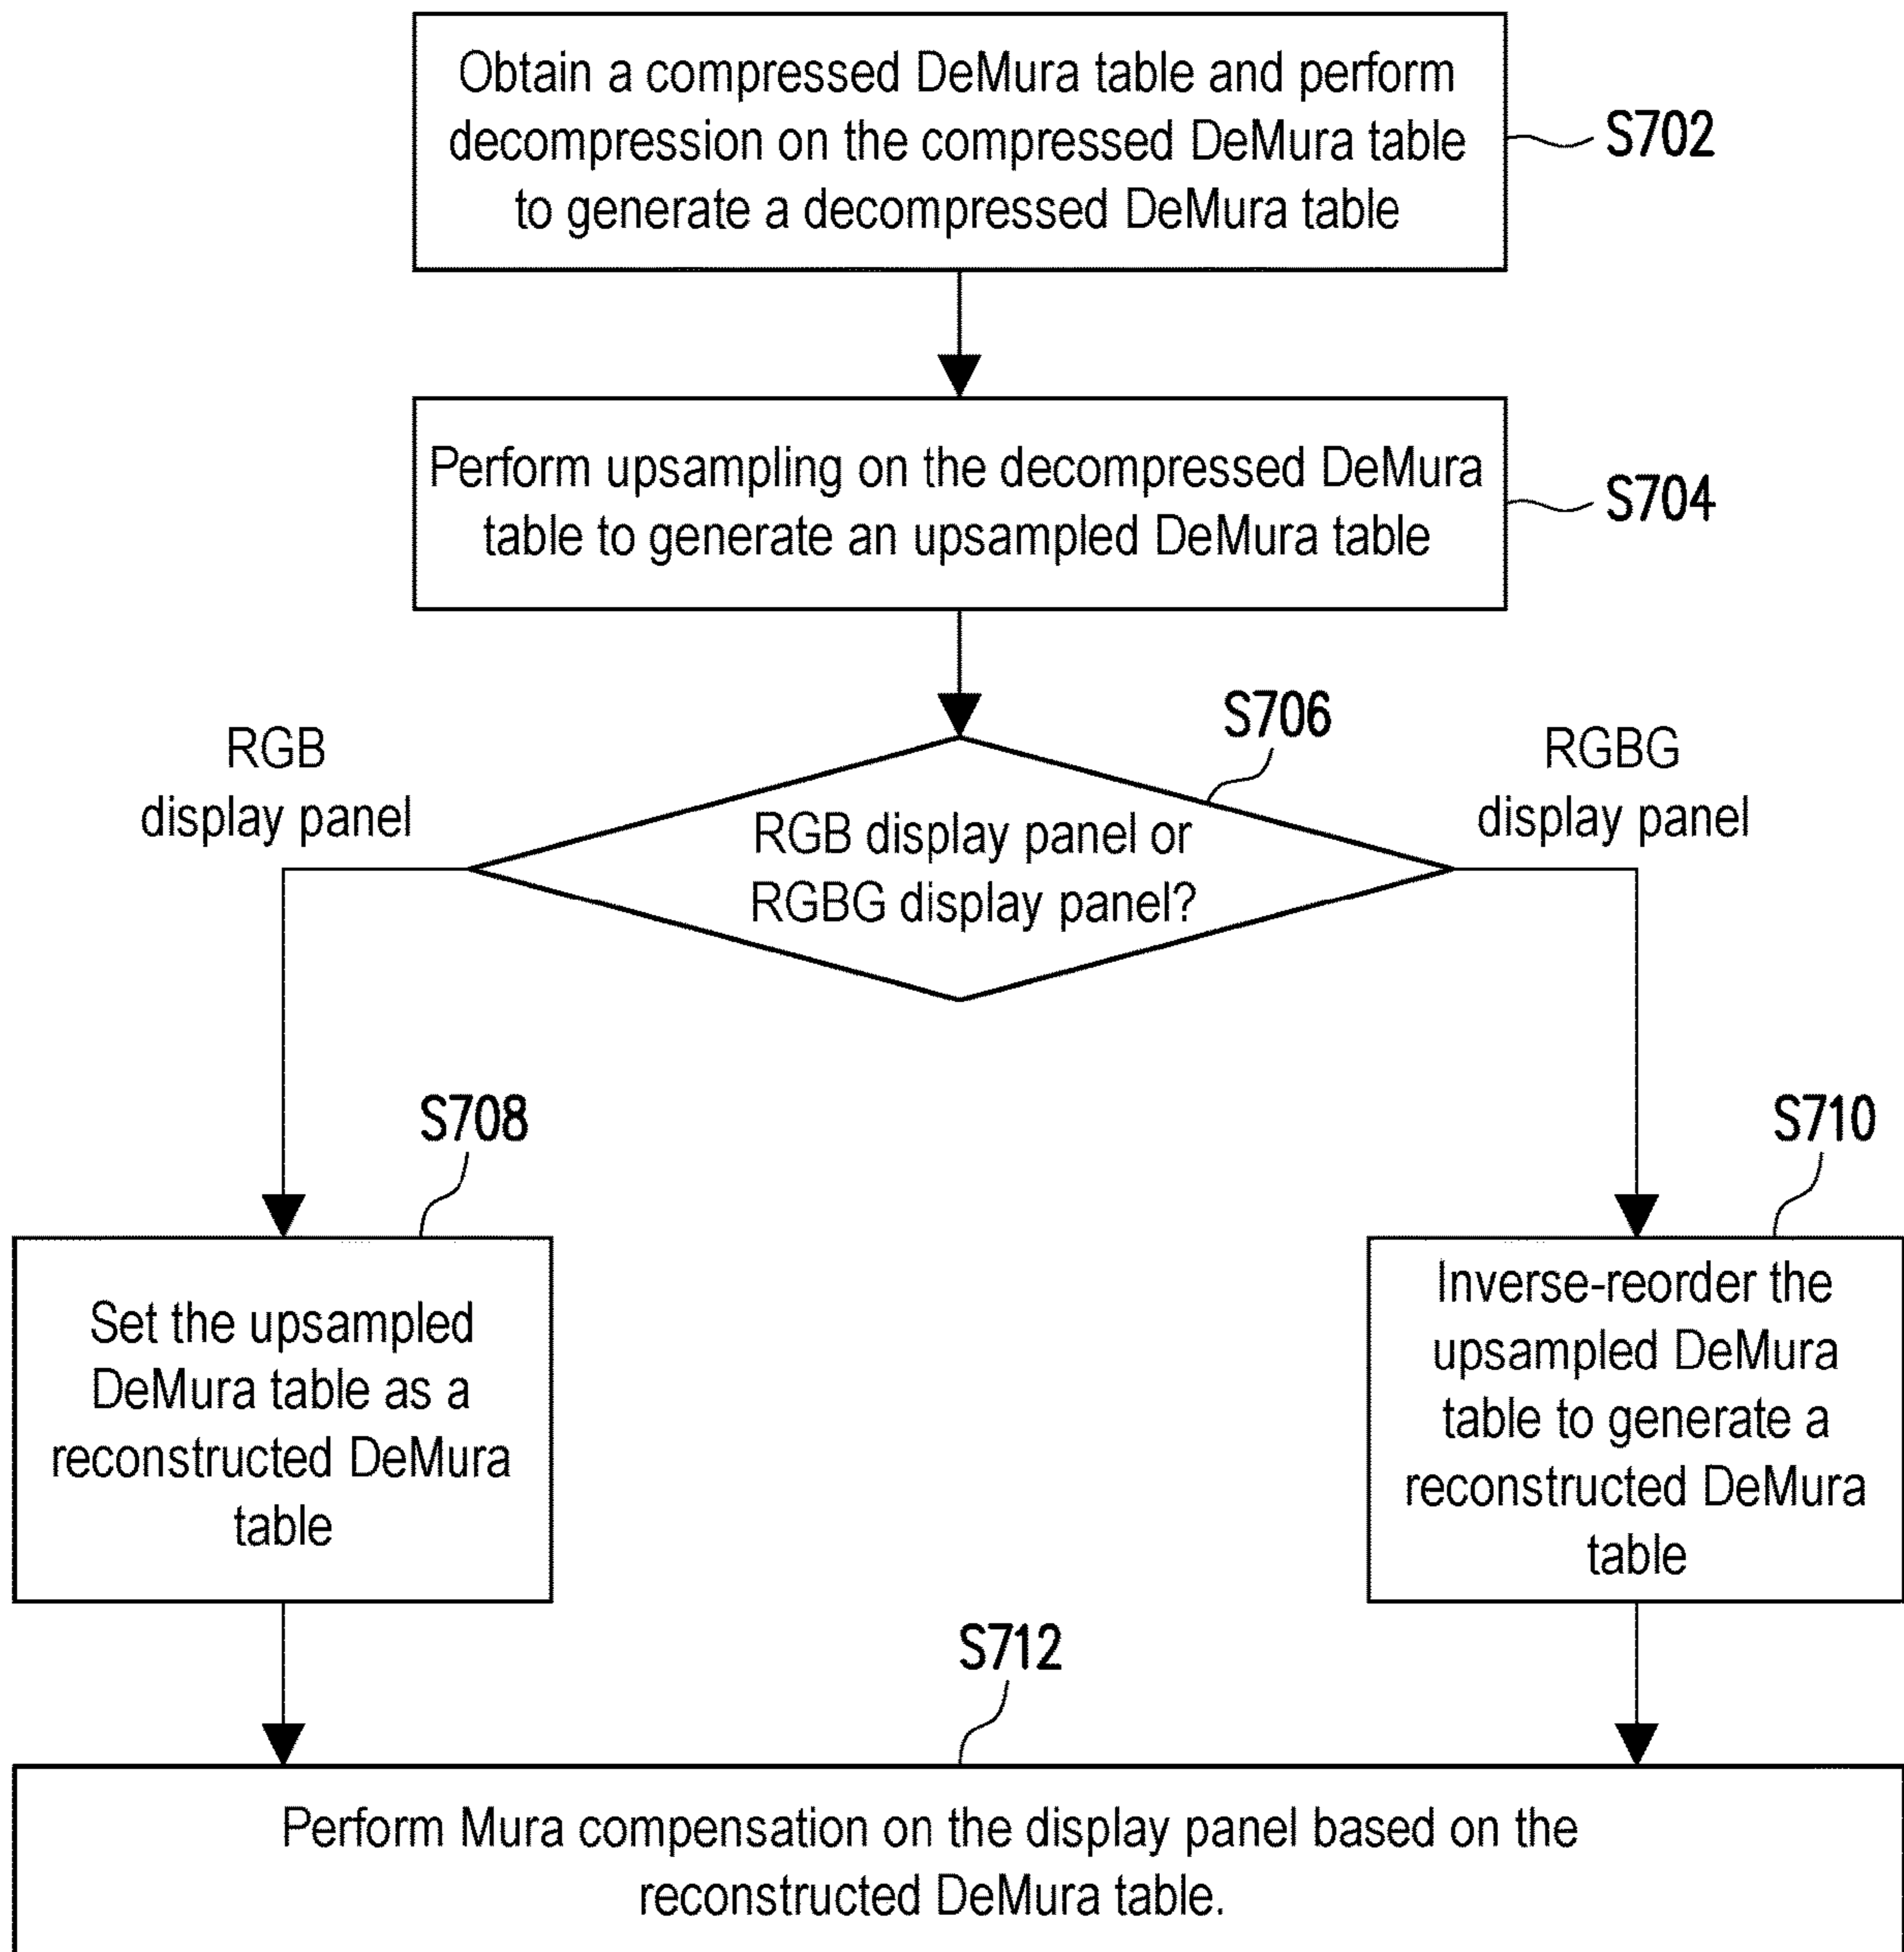 Obtain a compressed DeMura table and perform
decompression on the compressed DeMura table
to generate a decompressed DeMura table
S702
Perform upsampling on the decompressed DeMura
table to generate an upsampled DeMura table
S704
S706
RGB
display panel
RGBG
display panel
RGB display panel or
RGBG display panel?
S708
S710
Set the upsampled
DeMura table as a
reconstructed DeMura
table
Inverse-reorder the
upsampled DeMura
table to generate a
reconstructed DeMura
table
S712
Perform Mura compensation on the display panel based on the
reconstructed DeMura table.